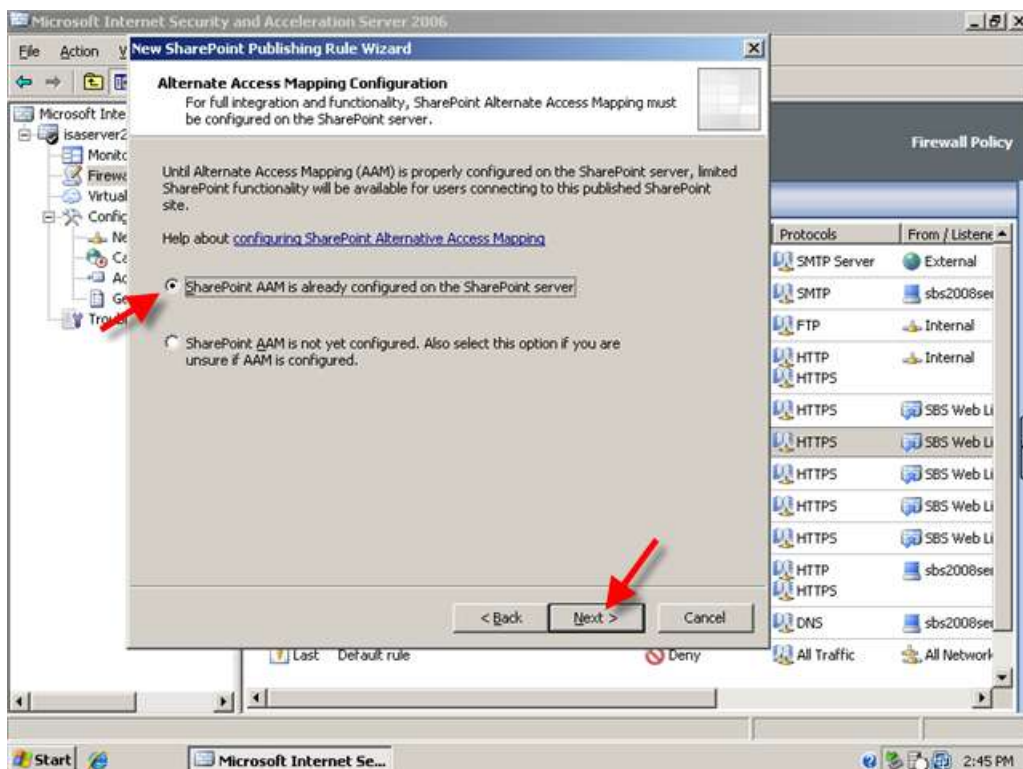 Microsoft Internet Security and Acceleration Server 2006
File Action V
New SharePoint Publishing Rule Wizard
Alternate Access Mapping Configuration
For full integration and functionality, SharePoint Alternate Access Mapping must
be configured on the SharePoint server.
Until Alternate Access Mapping (AAM) is properly configured on the SharePoint server, limited
SharePoint functionality will be available for users connecting to this published SharePoint
site.
Help about configuring SharePoint Alternative Access Mapping
SharePoint AAM is already configured on the SharePoint server
SharePoint AAM is not yet configured. Also select this option if you are
unsure if AAM is configured.
< Back Next > Cancel
Microsoft Inte
isaserver2
Monito
Firewa
Virtual
Config
Ne
Ca
Ac
Ge
Troubl
Firewall Policy
Protocols From / Listene
SMTP Server External
SMTP sbs2008ser
FTP Internal
HTTP Internal
HTTPS
HTTPS SBS Web Li
HTTPS SBS Web Li
HTTPS SBS Web Li
HTTPS SBS Web Li
HTTPS SBS Web Li
HTTP sbs2008ser
HTTPS
DNS sbs2008ser
Last Default rule Deny All Traffic All Network
Start Microsoft Internet Se... 2:45 PM